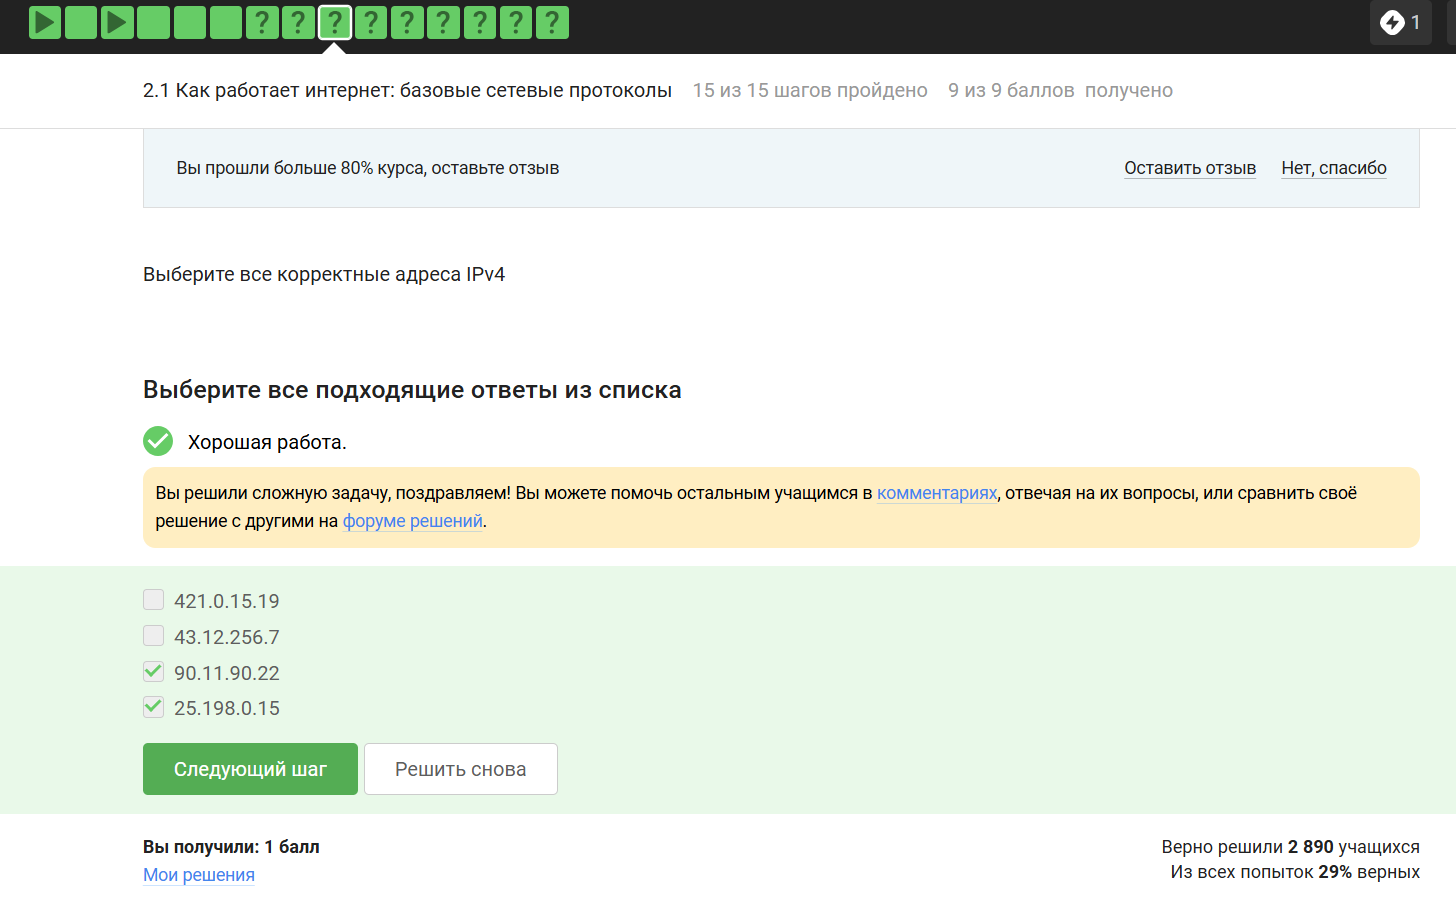 ? ? ? ? ? ? ? ? ?
1
2.1 Как работает интернет: базовые сетевые протоколы 15 из 15 шагов пройдено 9 из 9 баллов получено
Вы прошли больше 80% курса, оставьте отзыв Оставить отзыв Нет, спасибо
Выберите все корректные адреса IPv4
Выберите все подходящие ответы из списка
Хорошая работа.
Вы решили сложную задачу, поздравляем! Вы можете помочь остальным учащимся в комментариях, отвечая на их вопросы, или сравнить своё
решение с другими на форуме решений.
421.0.15.19
43.12.256.7
90.11.90.22
25.198.0.15
Следующий шаг Решить снова
Вы получили: 1 балл
Мои решения
Верно решили 2 890 учащихся
Из всех попыток 29% верных